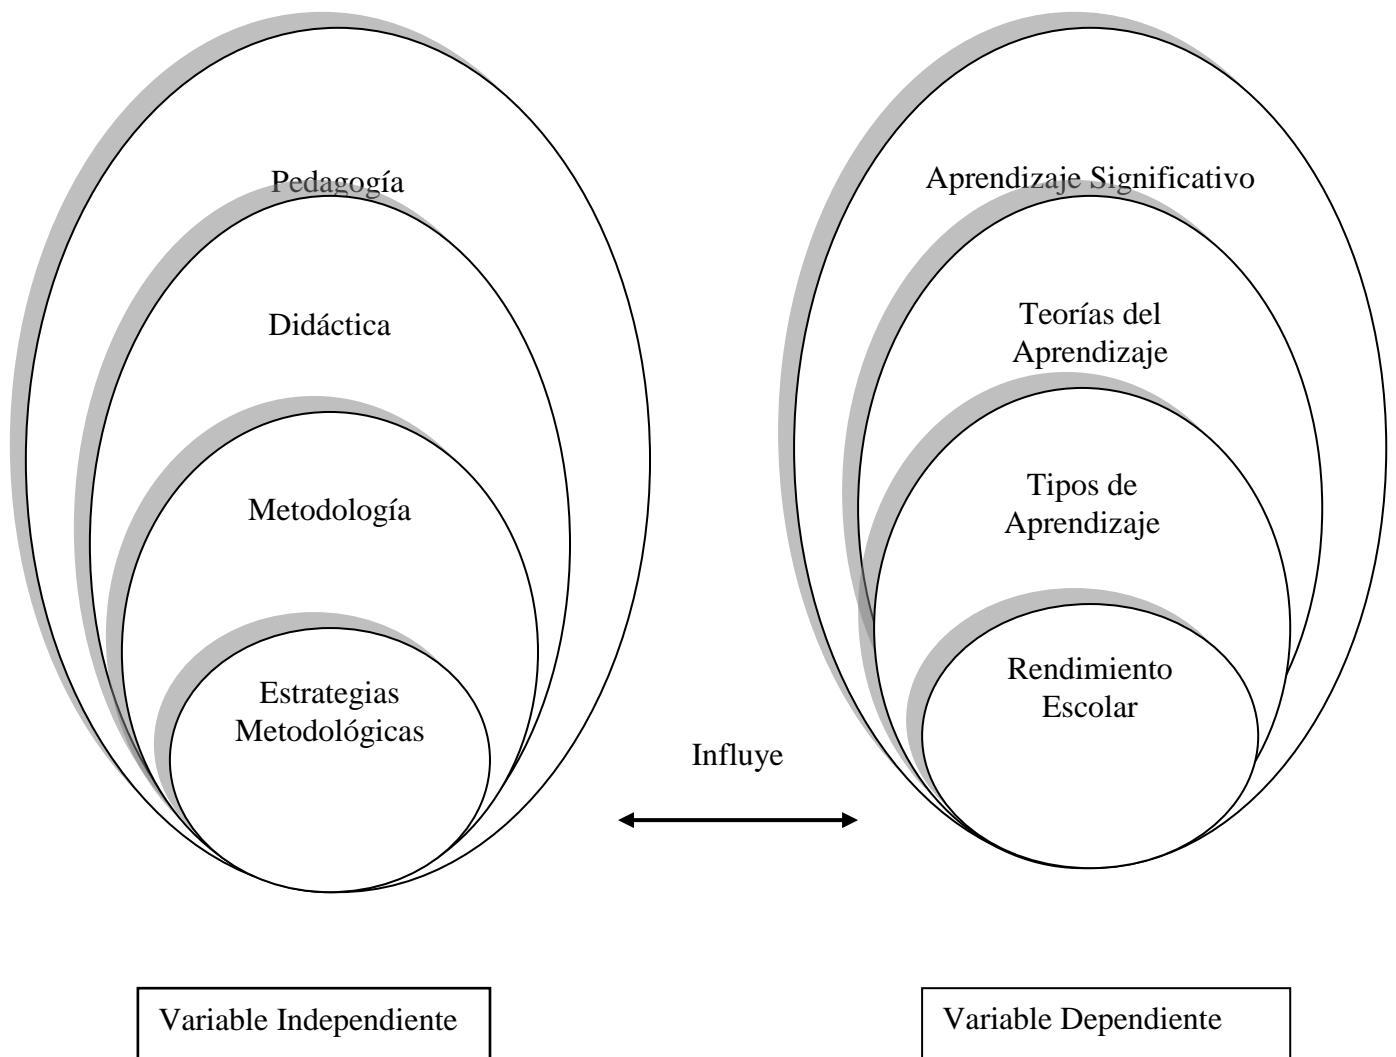 Pedagogía
Didáctica
Metodología
Estrategias
Metodológicas
Influye
Aprendizaje Significativo
Teorías del
Aprendizaje
Tipos de
Aprendizaje
Rendimiento
Escolar
Variable Independiente
Variable Dependiente